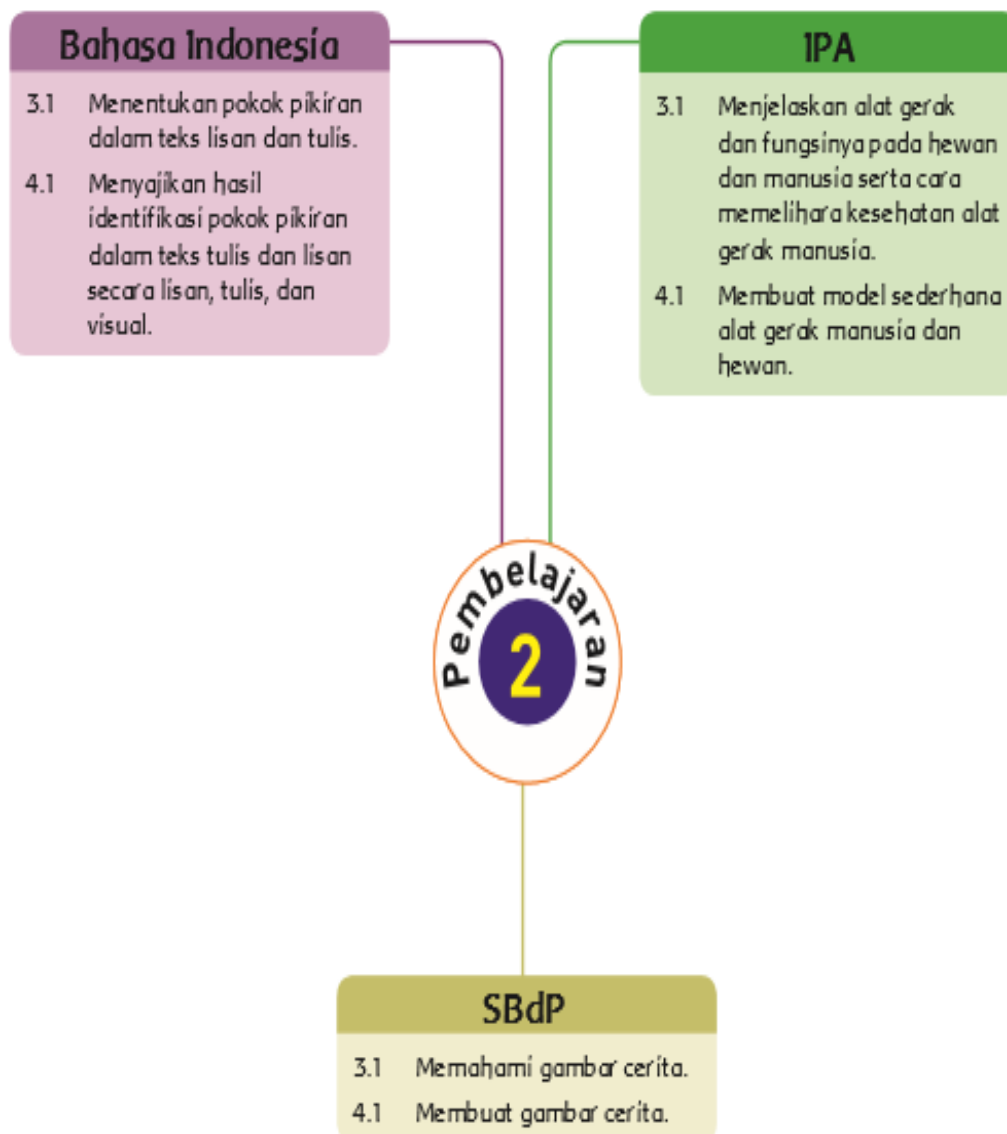 Bahasa Indonesia
3.1 Menentukan pokok pikiran
dalam teks lisan dan tulis.
4.1 Menyajikan hasil
identifikasi pokok pikiran
dalam teks tulis dan lisan
secara lisan, tulis, dan
visual.
IPA
3.1 Menjelaskan alat gerak
dan fungsinya pada hewan
dan manusia serta cara
memelihara kesehatan alat
gerak manusia.
4.1 Membuat model sederhana
alat gerak manusia dan
hewan.
Pembelajaran
2
SBdP
3.1 Memahami gambar cerita.
4.1 Membuat gambar cerita.